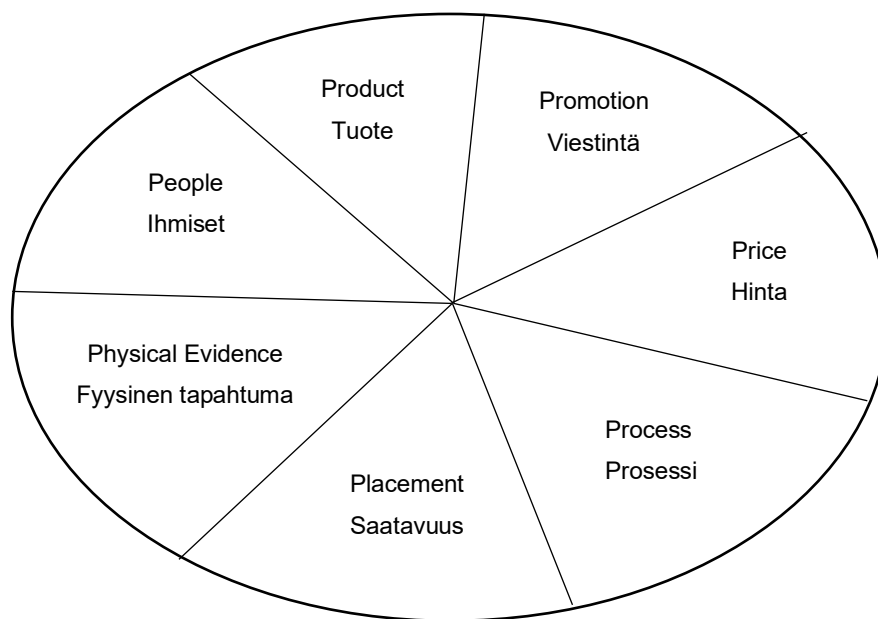 Product
Tuote
Promotion
Viestintä
People
Ihmiset
Price
Hinta
Physical Evidence
Fyysinen tapahtuma
Process
Prosessi
Placement
Saatavuus